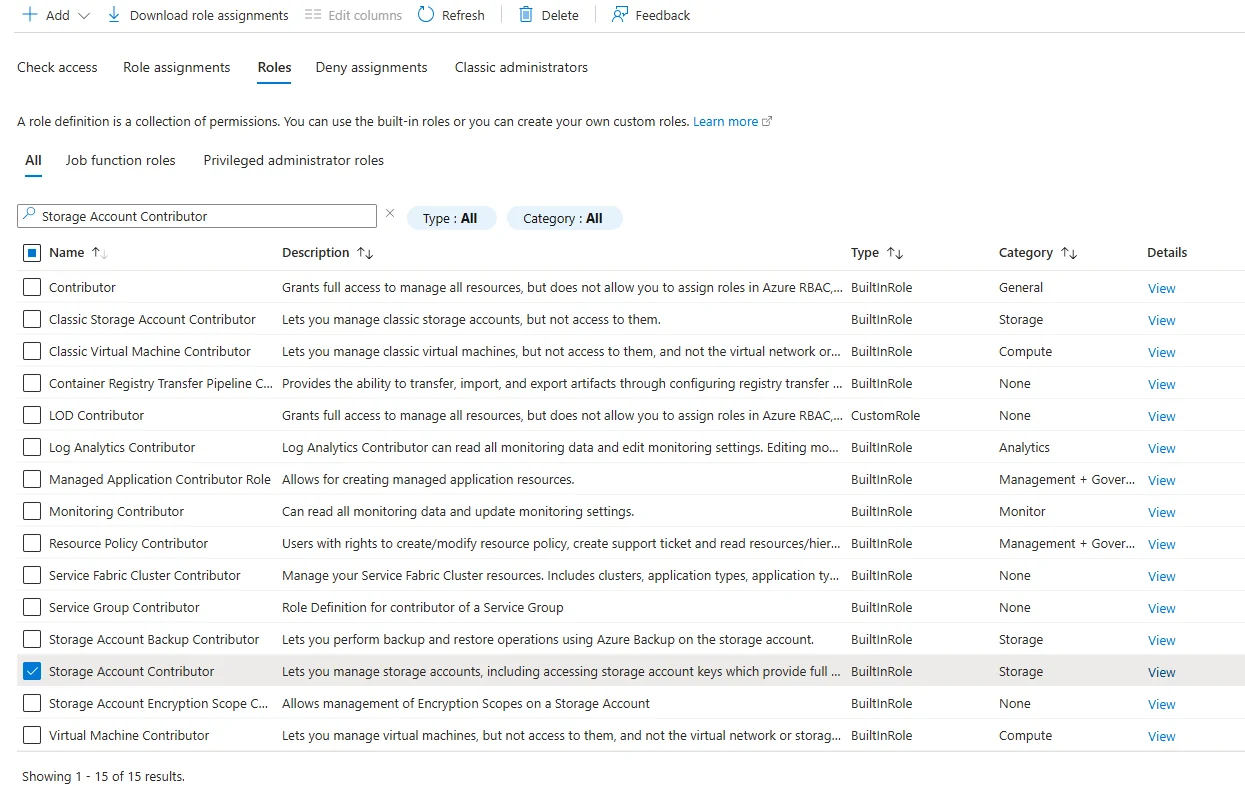 Add Download role assignments Edit columns Refresh Delete Feedback
Check access Role assignments Roles Deny assignments Classic administrators
A role definition is a collection of permissions. You can use the built-in roles or you can create your own custom roles. Learn more
All Job function roles Privileged administrator roles
Storage Account Contributor Type : All Category : All
Name Description Type Category Details
Contributor Grants full access to manage all resources, but does not allow you to assign roles in Azure RBAC,... BuiltInRole General View
Classic Storage Account Contributor Lets you manage classic storage accounts, but not access to them. BuiltInRole Storage View
Classic Virtual Machine Contributor Lets you manage classic virtual machines, but not access to them, and not the virtual network or... BuiltInRole Compute View
Container Registry Transfer Pipeline C... Provides the ability to transfer, import, and export artifacts through configuring registry transfer ... BuiltInRole None View
LOD Contributor Grants full access to manage all resources, but does not allow you to assign roles in Azure RBAC,... CustomRole None View
Log Analytics Contributor Log Analytics Contributor can read all monitoring data and edit monitoring settings. Editing mo... BuiltInRole Analytics View
Managed Application Contributor Role Allows for creating managed application resources. BuiltInRole Management + Gover... View
Monitoring Contributor Can read all monitoring data and update monitoring settings. BuiltInRole Monitor View
Resource Policy Contributor Users with rights to create/modify resource policy, create support ticket and read resources/hier... BuiltInRole Management + Gover... View
Service Fabric Cluster Contributor Manage your Service Fabric Cluster resources. Includes clusters, application types, application ty... BuiltInRole None View
Service Group Contributor Role Definition for contributor of a Service Group BuiltInRole None View
Storage Account Backup Contributor Lets you perform backup and restore operations using Azure Backup on the storage account. BuiltInRole Storage View
Storage Account Contributor Lets you manage storage accounts, including accessing storage account keys which provide full ... BuiltInRole Storage View
Storage Account Encryption Scope C... Allows management of Encryption Scopes on a Storage Account BuiltInRole None View
Virtual Machine Contributor Lets you manage virtual machines, but not access to them, and not the virtual network or storag... BuiltInRole Compute View
Showing 1 - 15 of 15 results.